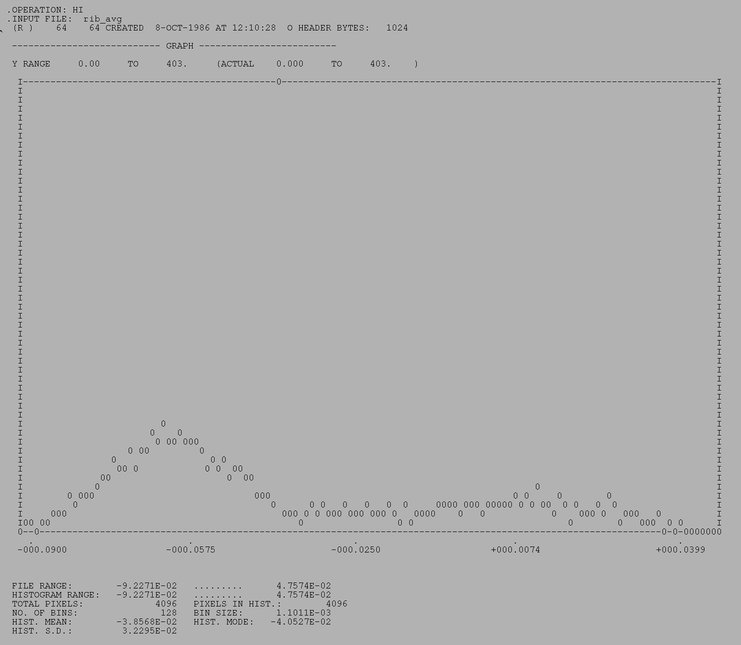 .OPERATION: HI
.INPUT FILE: rib_avg
(R ) 64 64 CREATED 8-OCT-1986 AT 12:10:28 O HEADER BYTES: 1024
--------------------------- GRAPH -------------------------
Y RANGE 0.00 TO 403. (ACTUAL 0.000 TO 403. )
-000.0900 -000.0575 -000.0250 +000.0074 +000.0399
FILE RANGE: -9.2271E-02 ......... 4.7574E-02
HISTOGRAM RANGE: -9.2271E-02 ......... 4.7574E-02
TOTAL PIXELS: 4096 PIXELS IN HIST.: 4096
NO. OF BINS: 128 BIN SIZE: 1.1011E-03
HIST. MEAN: -3.8568E-02 HIST. MODE: -4.0527E-02
HIST. S.D.: 3.2295E-02